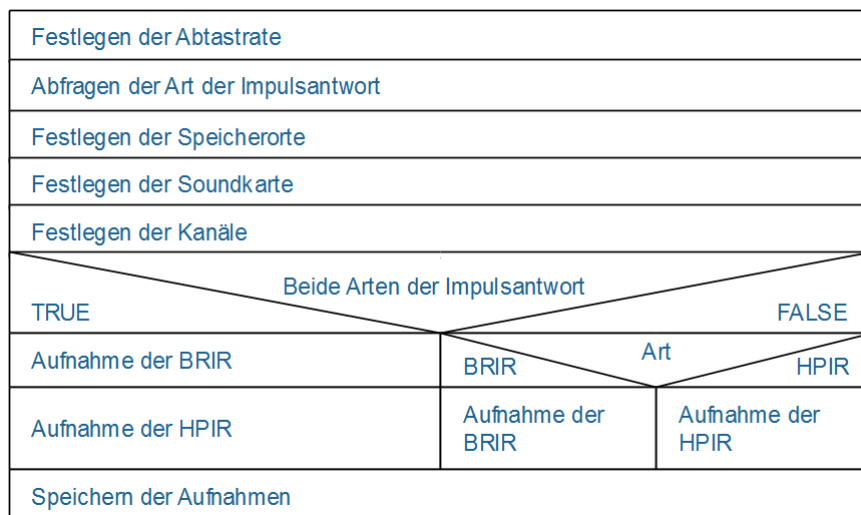 Festlegen der Abtastrate
Abfragen der Art der Impulsantwort
Festlegen der Speicherorte
Festlegen der Soundkarte
Festlegen der Kanäle
Beide Arten der Impulsantwort
TRUE
FALSE
Aufnahme der BRIR
Art
BRIR
HPIR
Aufnahme der HPIR
Aufnahme der
BRIR
Aufnahme der
HPIR
Speichern der Aufnahmen